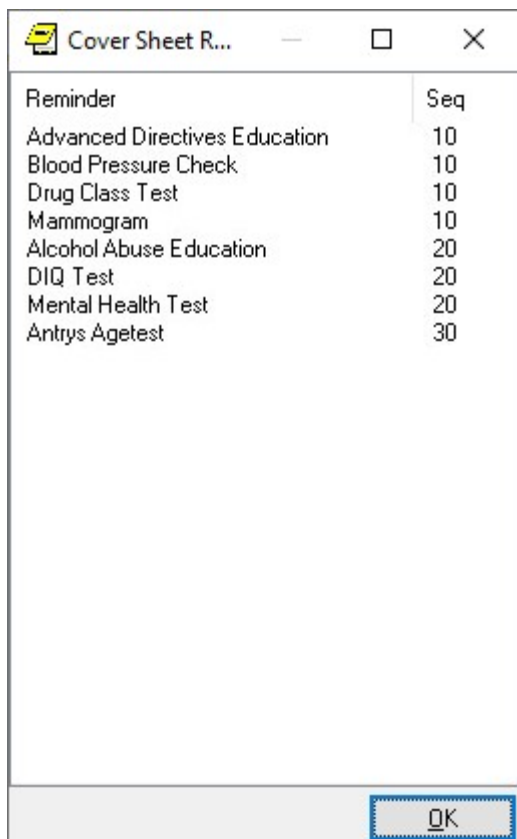 Cover Sheet R...
Reminder Seq
Advanced Directives Education 10
Blood Pressure Check 10
Drug Class Test 10
Mammogram 10
Alcohol Abuse Education 20
DIQ Test 20
Mental Health Test 20
Antrys Agetest 30
OK